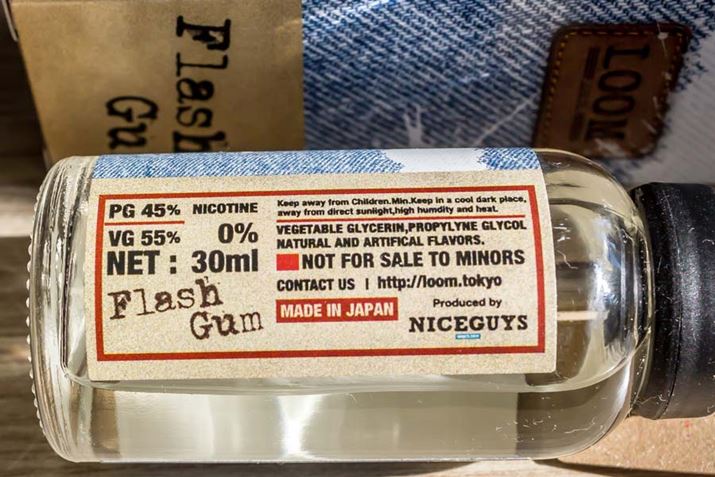 Flash
Gu
LOOM
PG 45%
NICOTINE
VG 55%
0%
NET : 30ml
Flash
Gum
Keep away from Children.Min.Keep in a cool dark place,
away from direct sunlight,high humdity and heat.
VEGETABLE GLYCERIN,PROPYLYNE GLYCOL
NATURAL AND ARTIFICAL FLAVORS.
NOT FOR SALE TO MINORS
CONTACT US | http://loom.tokyo
MADE IN JAPAN
Produced by
NICEGUYS